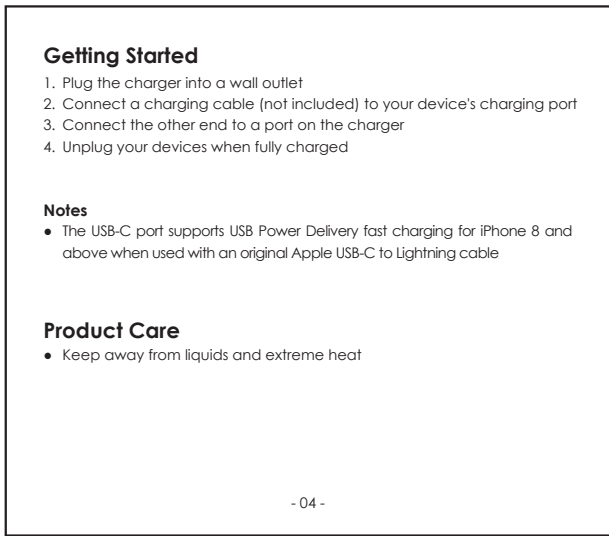 Getting Started
1. Plug the charger into a wall outlet
2. Connect a charging cable (not included) to your device's charging port
3. Connect the other end to a port on the charger
4. Unplug your devices when fully charged
Notes
● The USB-C port supports USB Power Delivery fast charging for iPhone 8 and
above when used with an original Apple USB-C to Lightning cable
Product Care
● Keep away from liquids and extreme heat
- 04 -